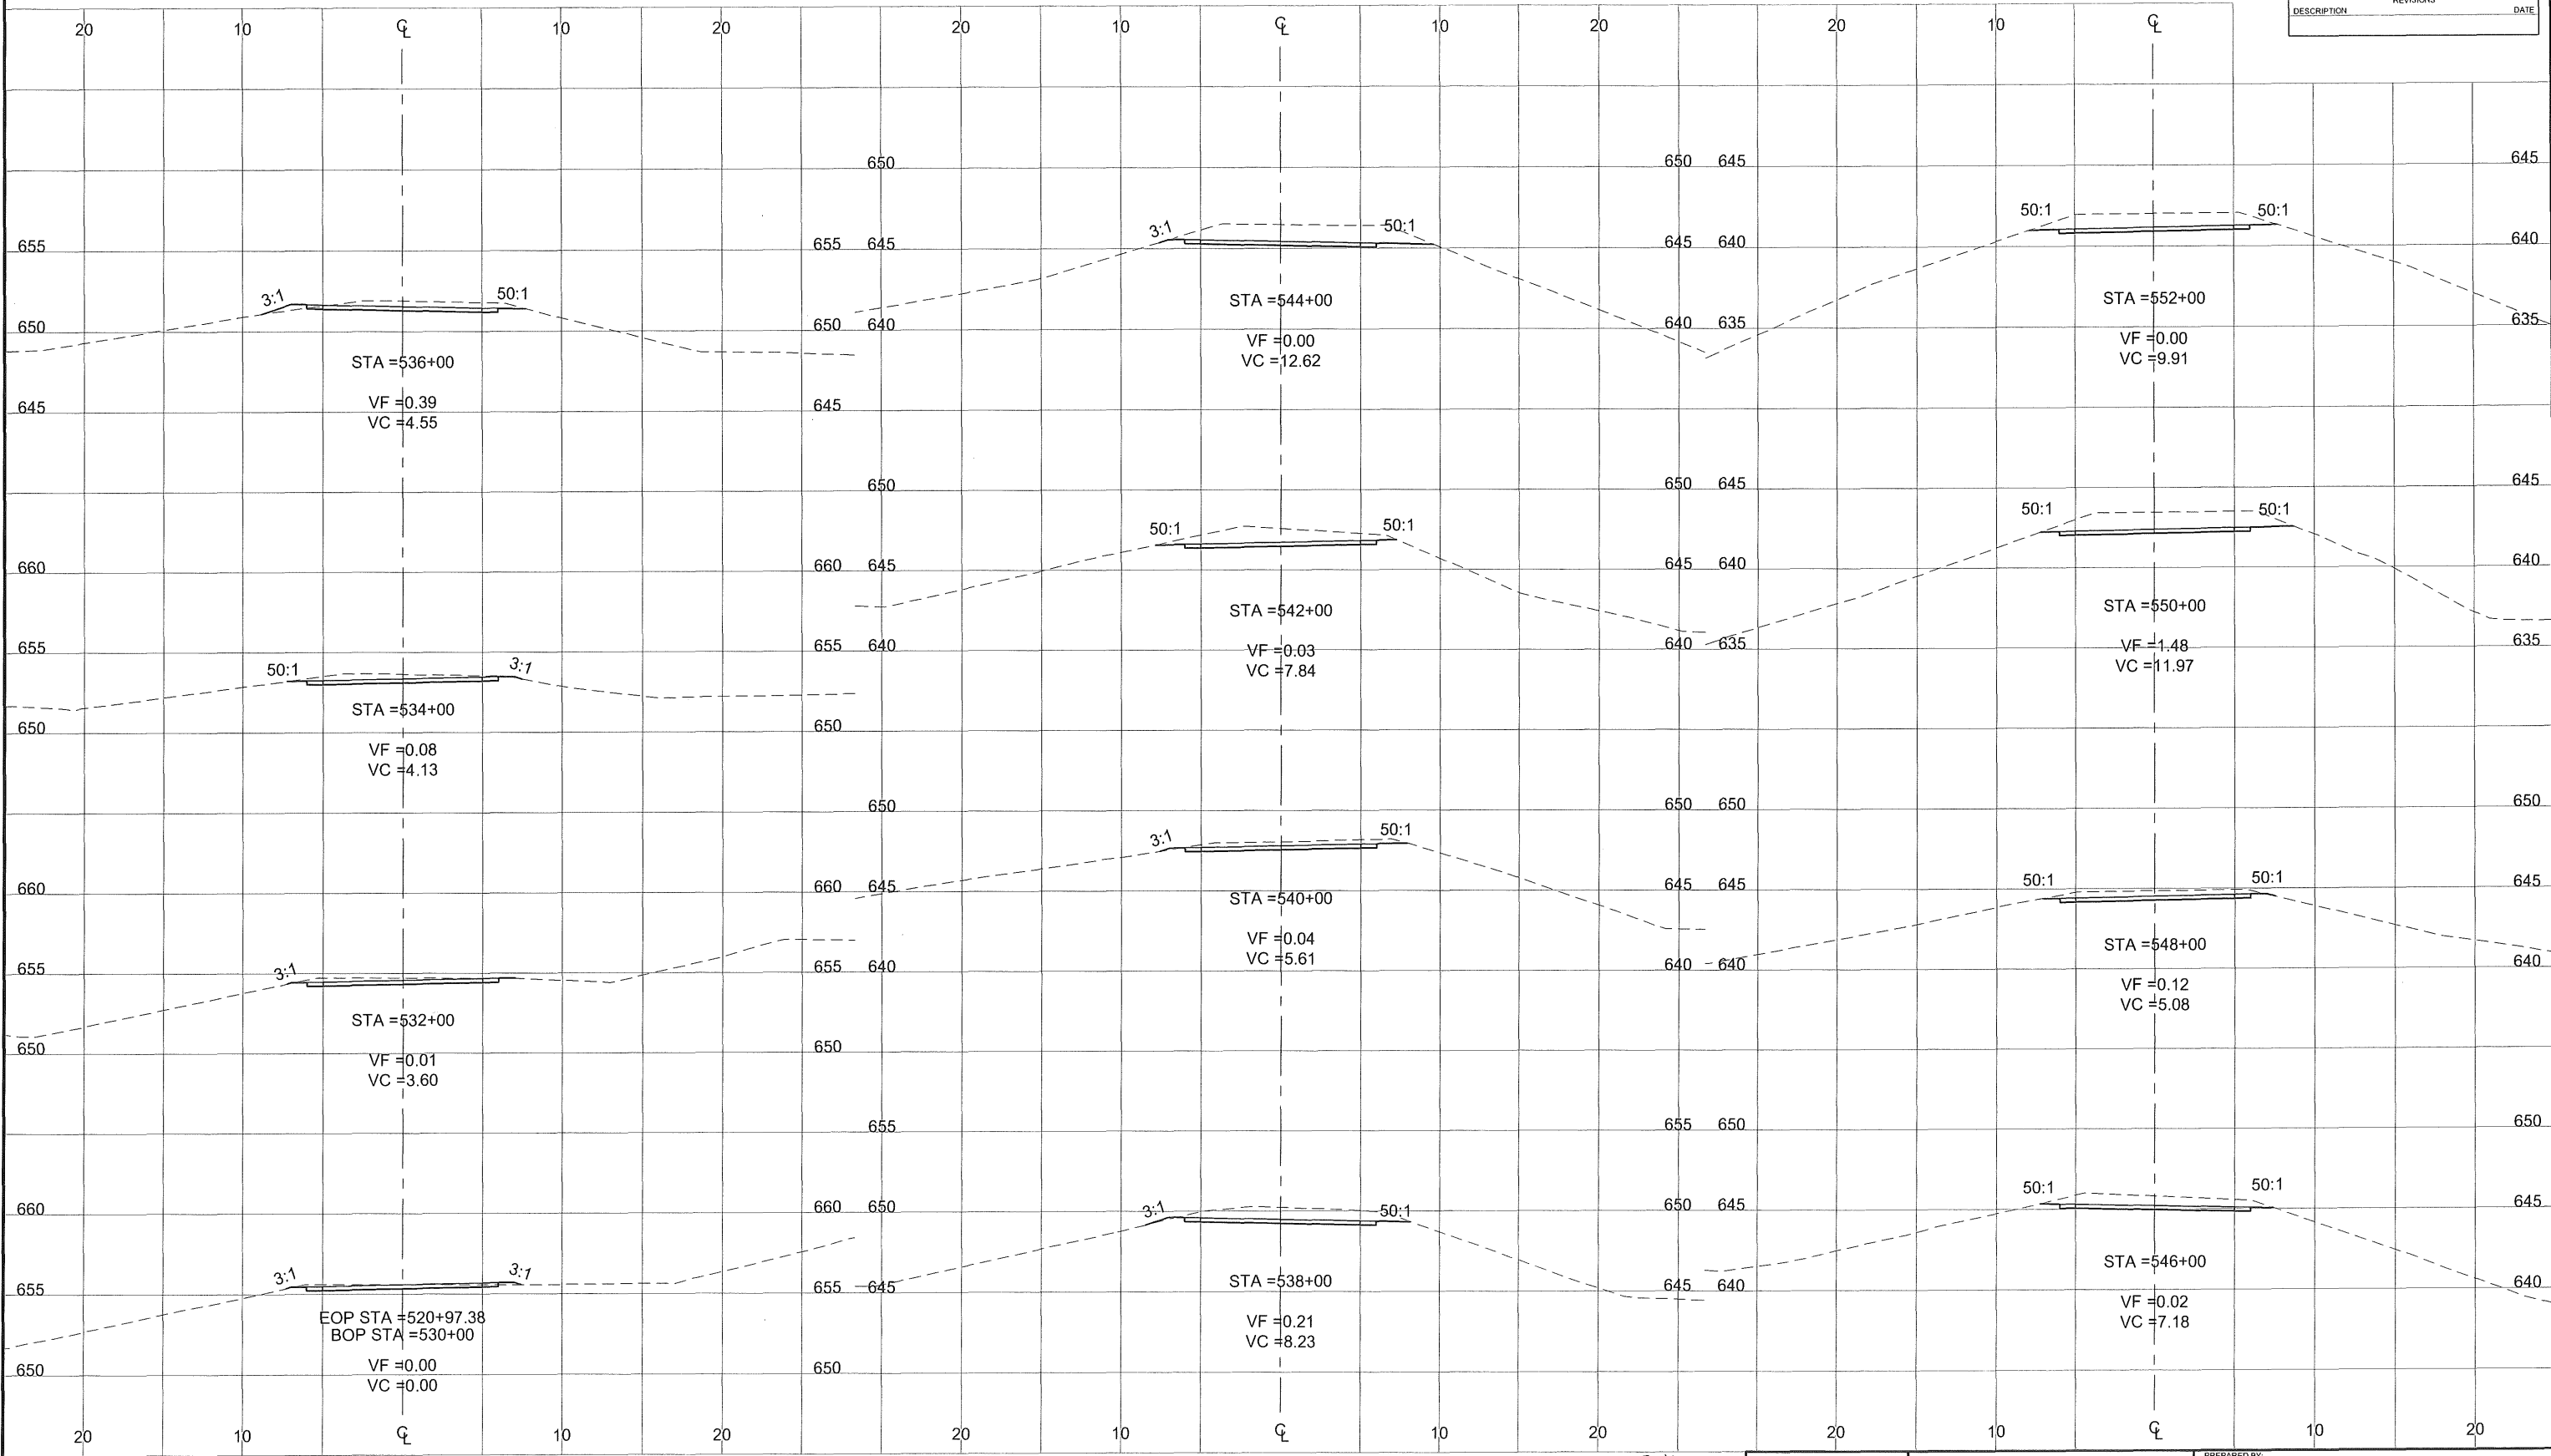 REVISIONS
DESCRIPTION DATE
20 10 CL 10 20 20 10 CL 10 20 20 10 CL
650 650 645 645
655 655 645 3:1 50:1 645 640 50:1 50:1 640
3:1 50:1
650 650 640 640 635 635
STA =536+00
VF =0.39
VC =4.55
STA =544+00
VF =0.00
VC =12.62
STA =552+00
VF =0.00
VC =9.91
645 645
650 650 645 645
50:1 50:1 50:1 50:1
660 660 645 645 640 640
STA =542+00
VF =0.03
VC =7.84
STA =550+00
VF =1.48
VC =11.97
655 655 640 640 635 635
50:1 3:1
STA =534+00
VF =0.08
VC =4.13
650 650
650 650 650 650
3:1 50:1
660 660 645 645 645 645
50:1 50:1
STA =540+00
VF =0.04
VC =5.61
STA =548+00
VF =0.12
VC =5.08
655 655 640 640 640 640
3:1
STA =532+00
VF =0.01
VC =3.60
650 650
655 655 650 650
660 660 650 650 645 645
3:1 50:1 50:1 50:1
655 655 645 645 640 640
3:1 3:1
EOP STA =520+97.38
BOP STA =530+00
VF =0.00
VC =0.00
STA =538+00
VF =0.21
VC =8.23
STA =546+00
VF =0.02
VC =7.18
650 650
20 10 CL 10 20 20 10 CL 10 20 20 10 CL 10 20
PREPARED BY: